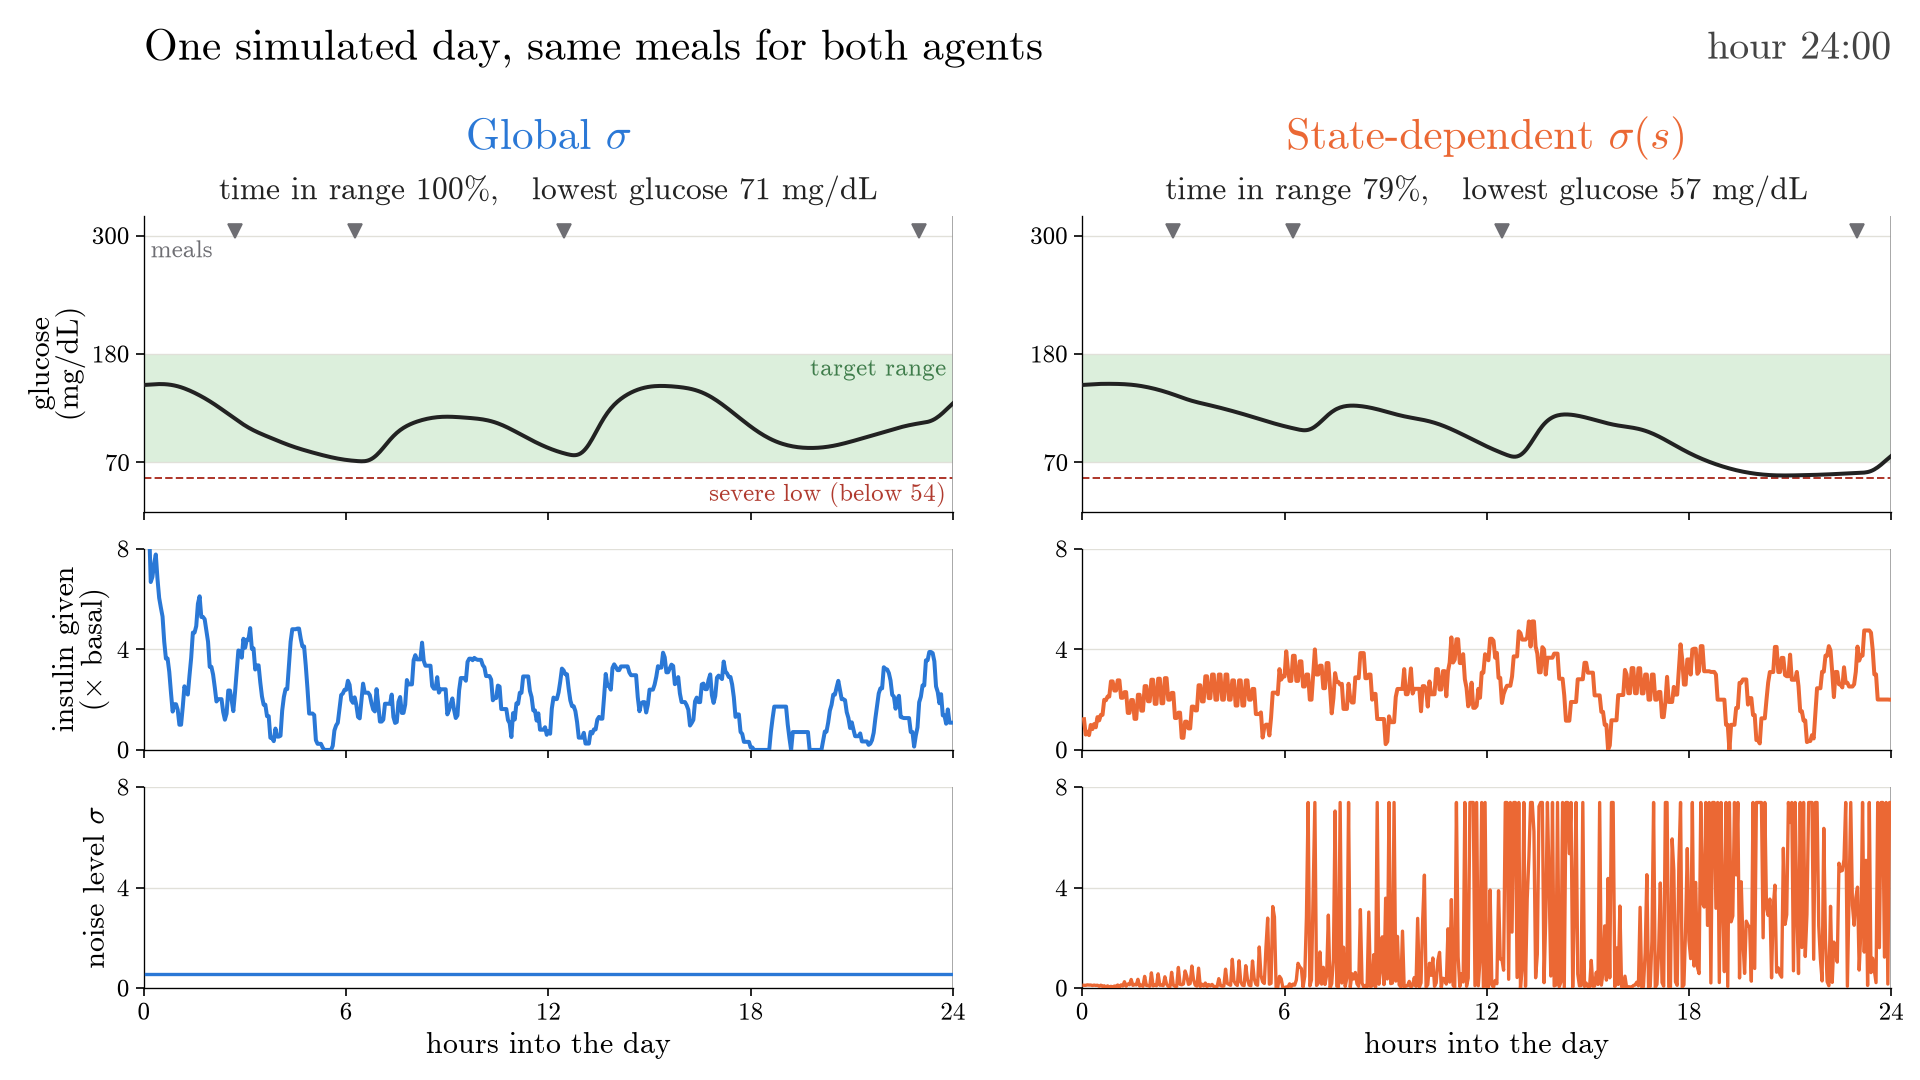 One simulated day, same meals for both agents
hour 24:00
Global σ
time in range 100%, lowest glucose 71 mg/dL
State-dependent σ(s)
time in range 79%, lowest glucose 57 mg/dL
glucose
(mg/dL)
300
180
70
meals
target range
severe low (below 54)
300
180
70
insulin given
(× basal)
8
4
0
8
4
0
noise level σ
8
4
0
0 6 12 18 24
hours into the day
8
4
0
0 6 12 18 24
hours into the day